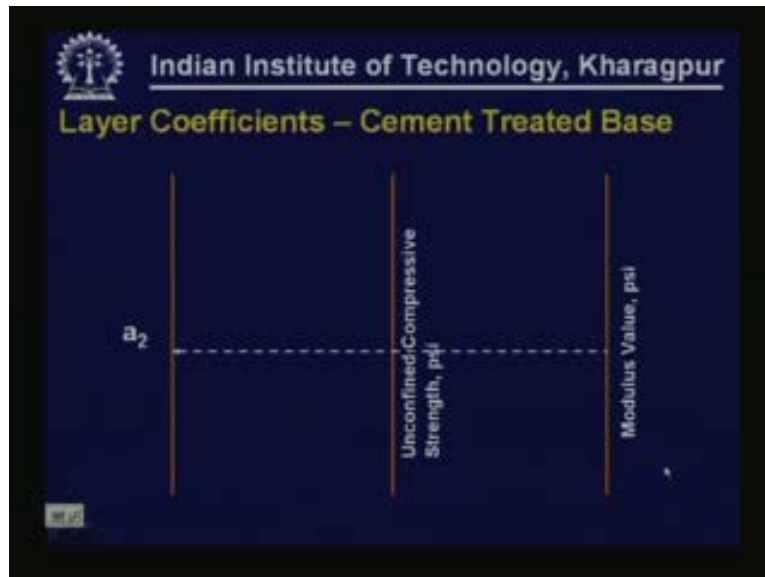 Indian Institute of Technology, Kharagpur
Layer Coefficients – Cement Treated Base
a2
Unconfined Compressive
Strength, psi
Modulus Value, psi